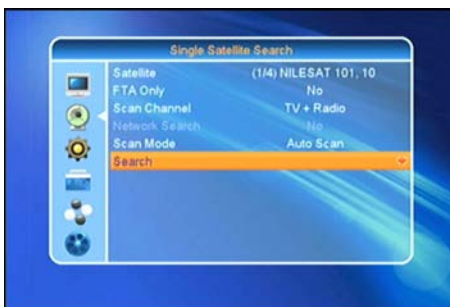 Single Satellite Search
Satellite (1/4) NILESAT 101, 10
FTA Only No
Scan Channel TV + Radio
Network Search No
Scan Mode Auto Scan
Search